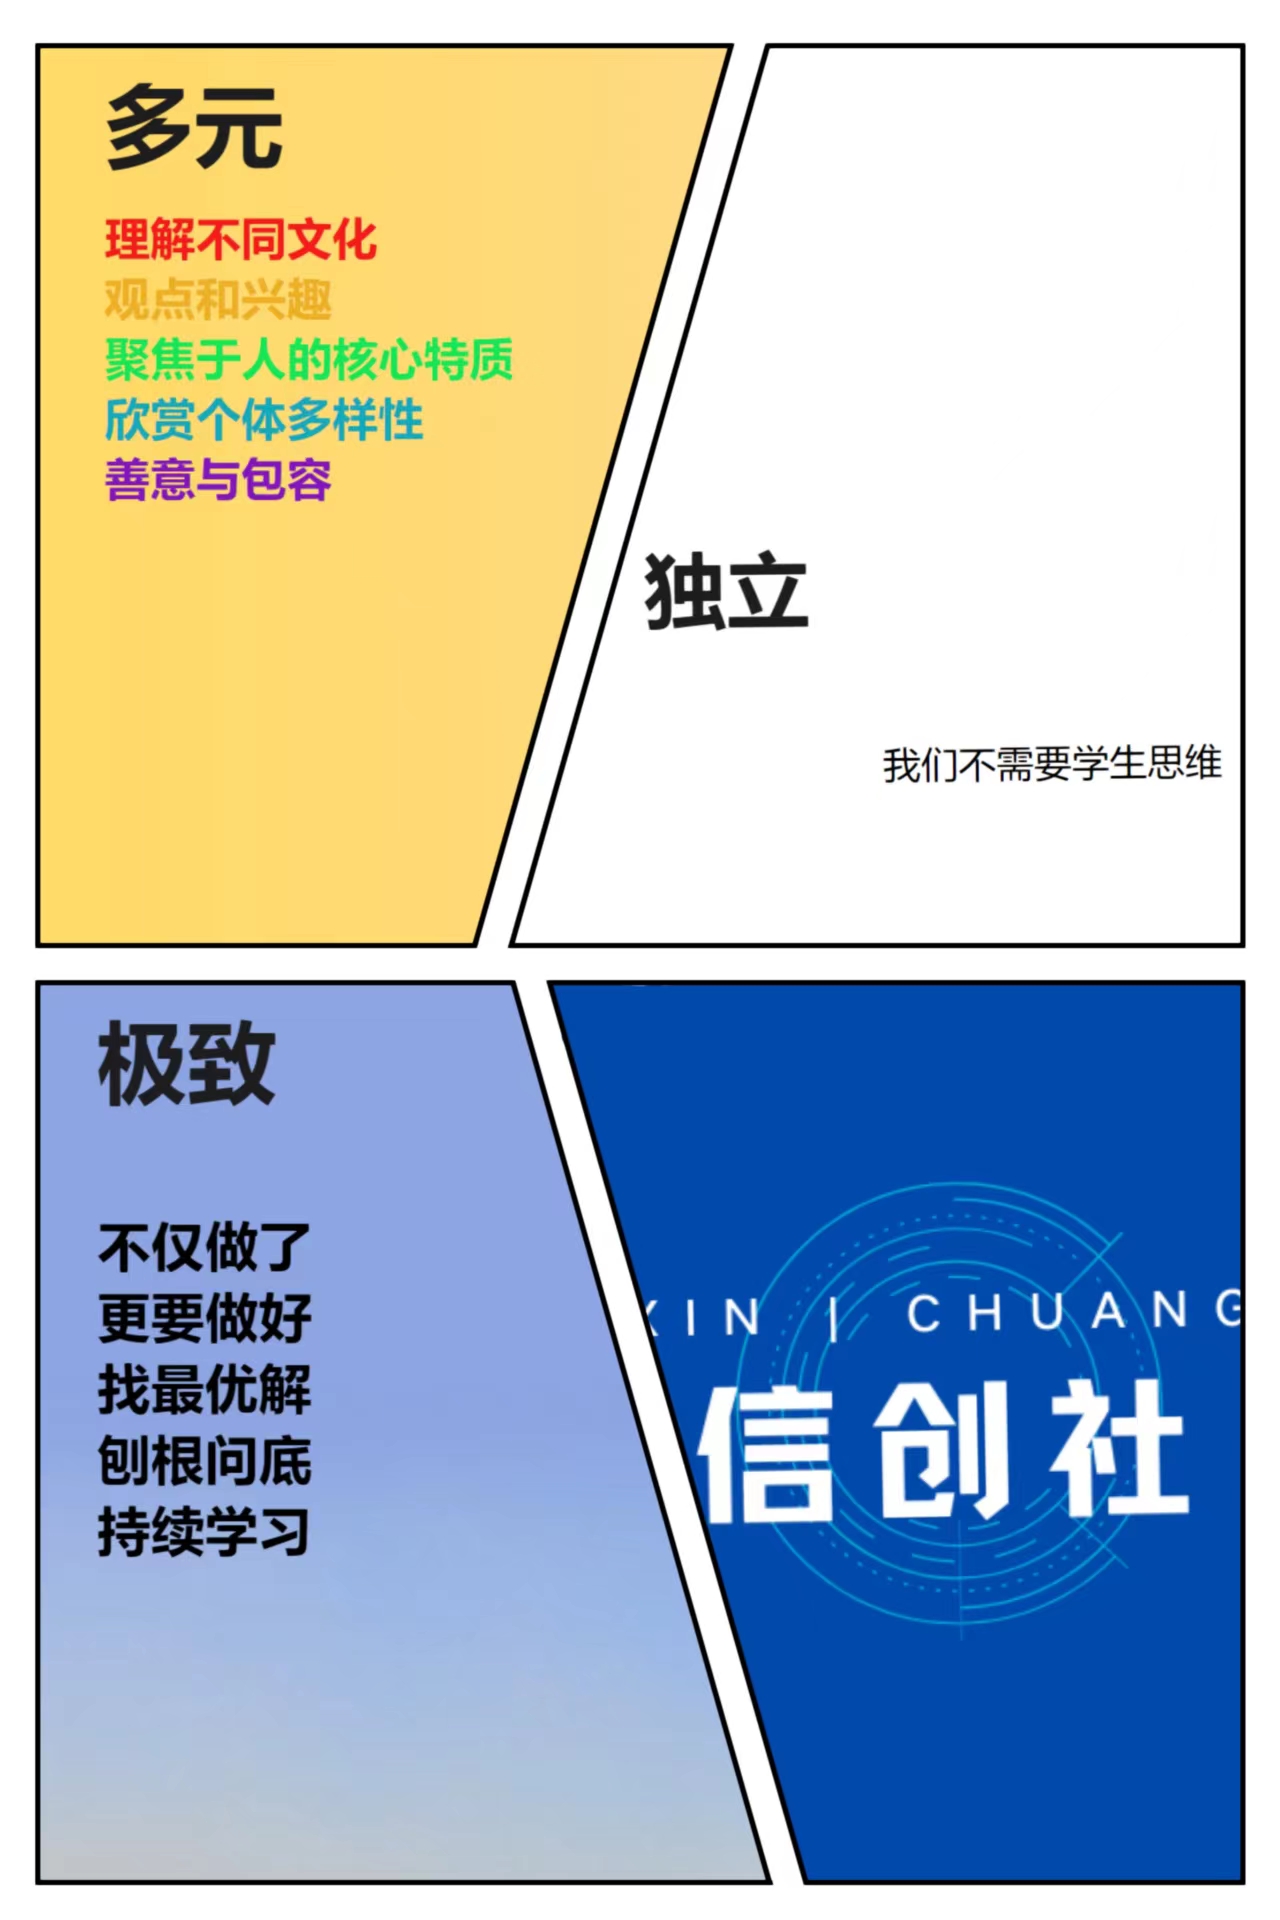 多元
理解不同文化
观点和兴趣
聚焦于人的核心特质
欣赏个体多样性
善意与包容
独立
我们不需要学生思维
极致
不仅做了
更要做好
找最优解
刨根问底
持续学习
XIN | CHUANG
信创社